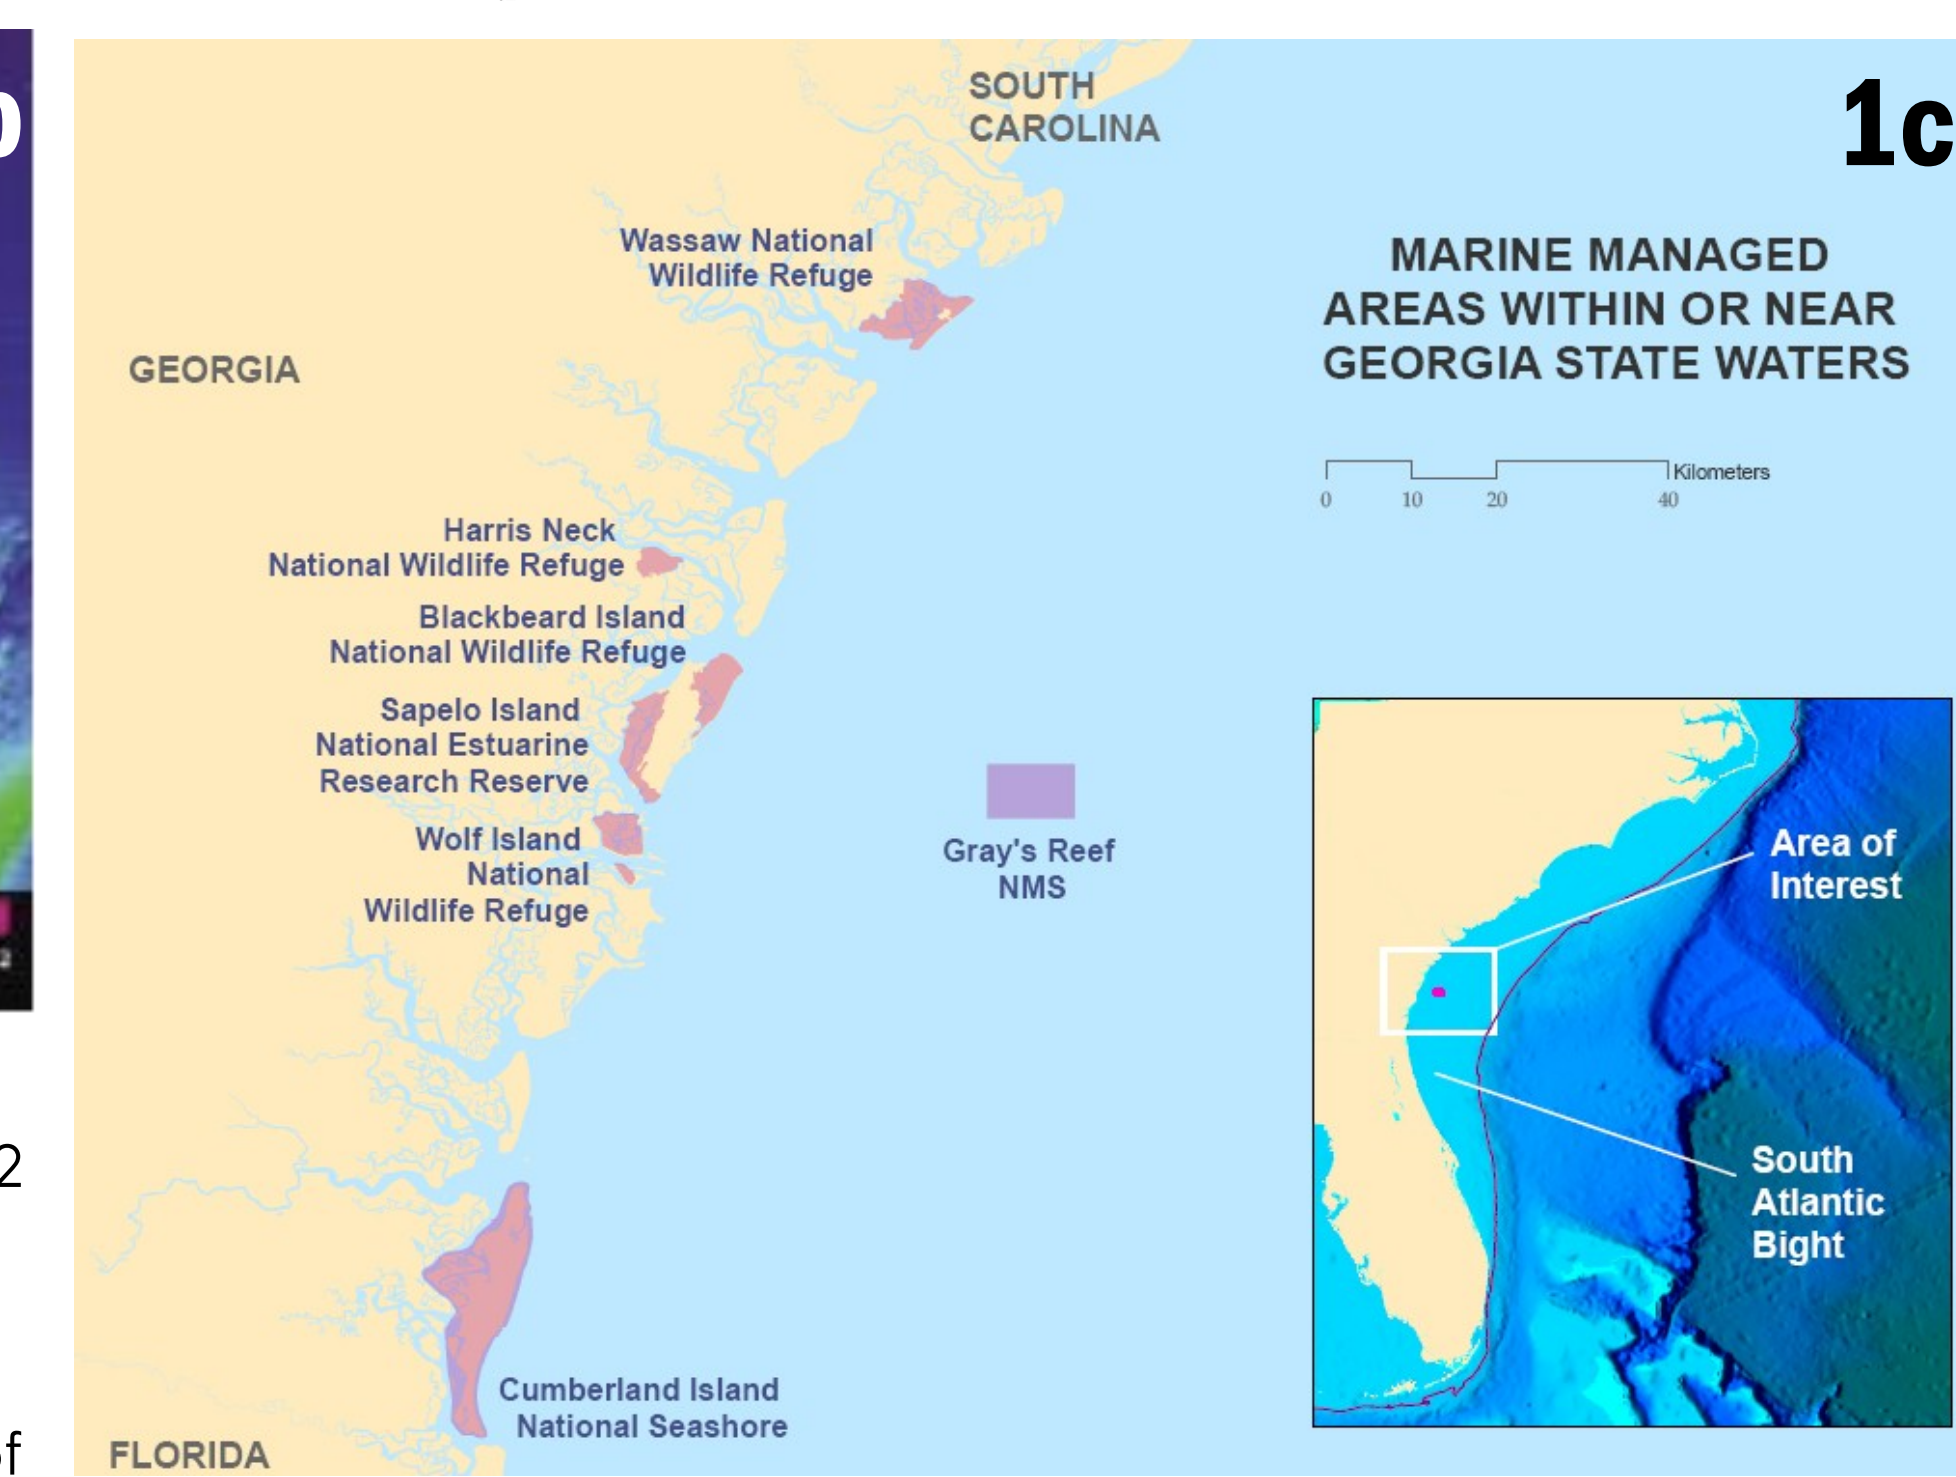 1c
SOUTH
CAROLINA
MARINE MANAGED
AREAS WITHIN OR NEAR
GEORGIA STATE WATERS
Wassaw National
Wildlife Refuge
GEORGIA
Kilometers
0 10 20 40
Harris Neck
National Wildlife Refuge
Blackbeard Island
National Wildlife Refuge
Sapelo Island
National Estuarine
Research Reserve
Wolf Island
National
Wildlife Refuge
Gray's Reef
NMS
Area of
Interest
South
Atlantic
Bight
2
2
Cumberland Island
National Seashore
FLORIDA
of